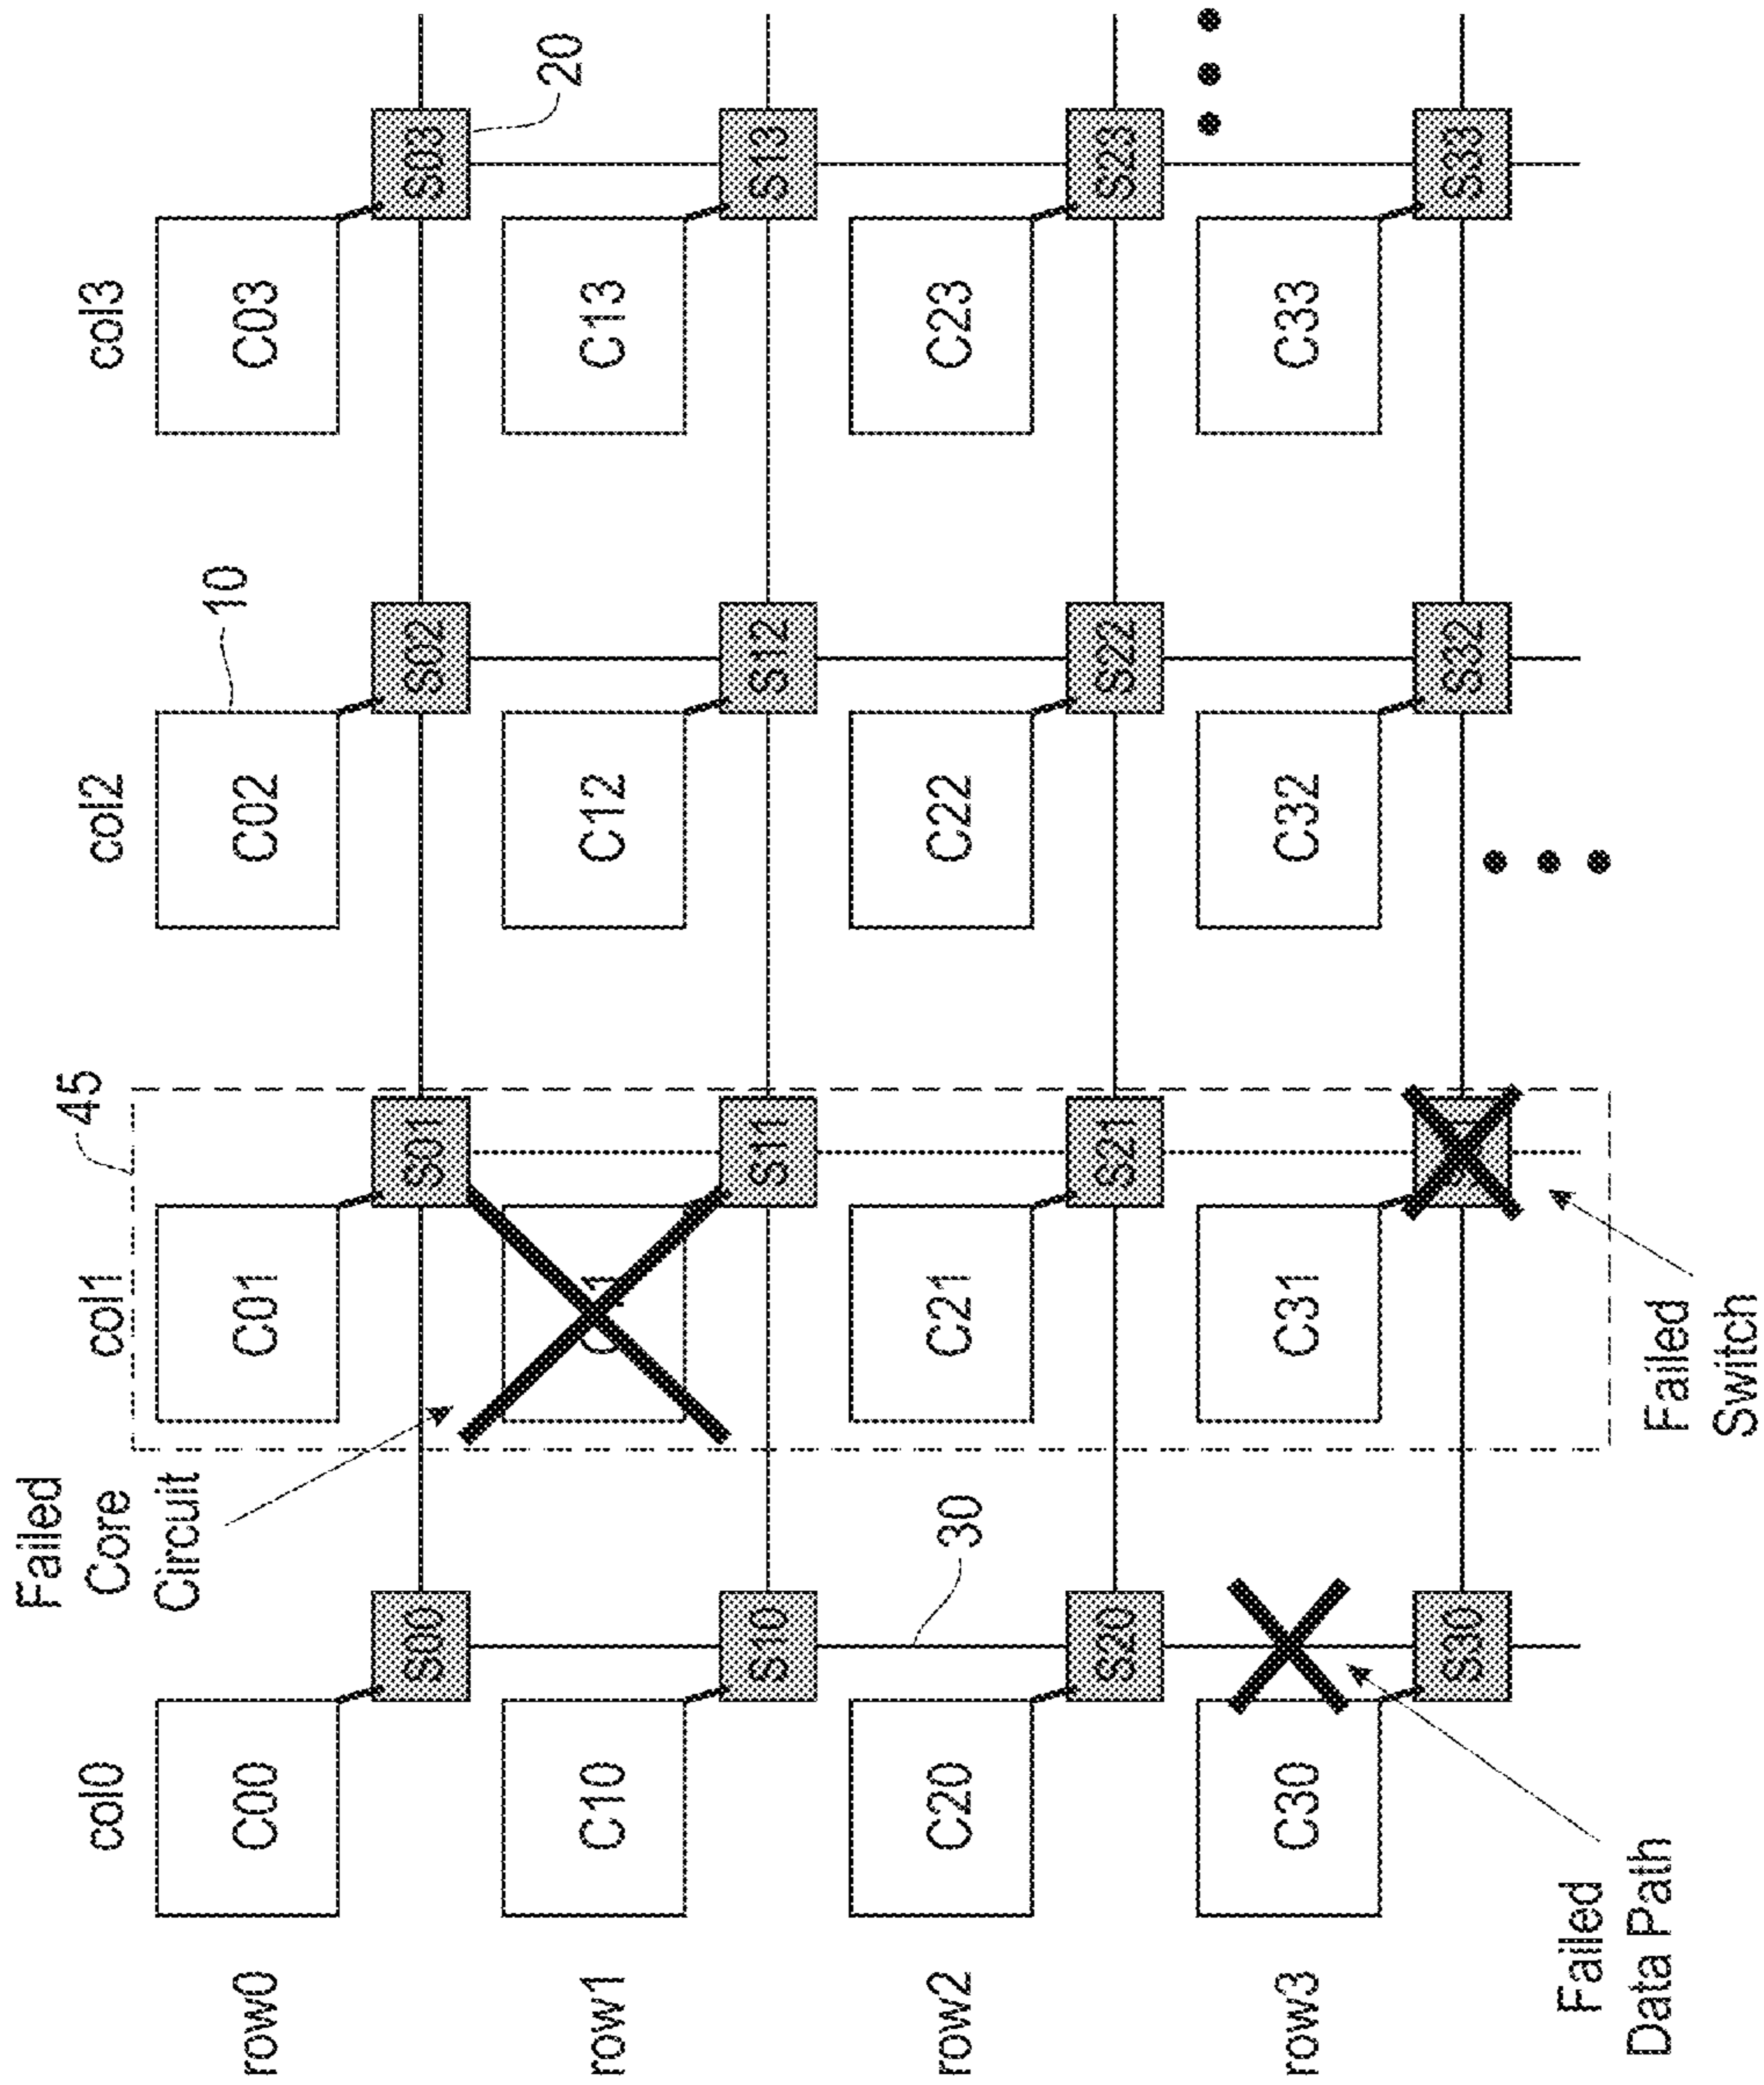 Failed
Core
Circuit
45
col0 col1 col2 col3
10
row0 C00 C01 C02 C03
S00 S01 S02 S03
20
row1 C10 C12 C13
S10 S11 S12 S13
30
row2 C20 C21 C22 C23
S20 S21 S22 S23
row3 C30 C31 C32 C33
S30 S32 S33
Failed
Data Path
Failed
Switch